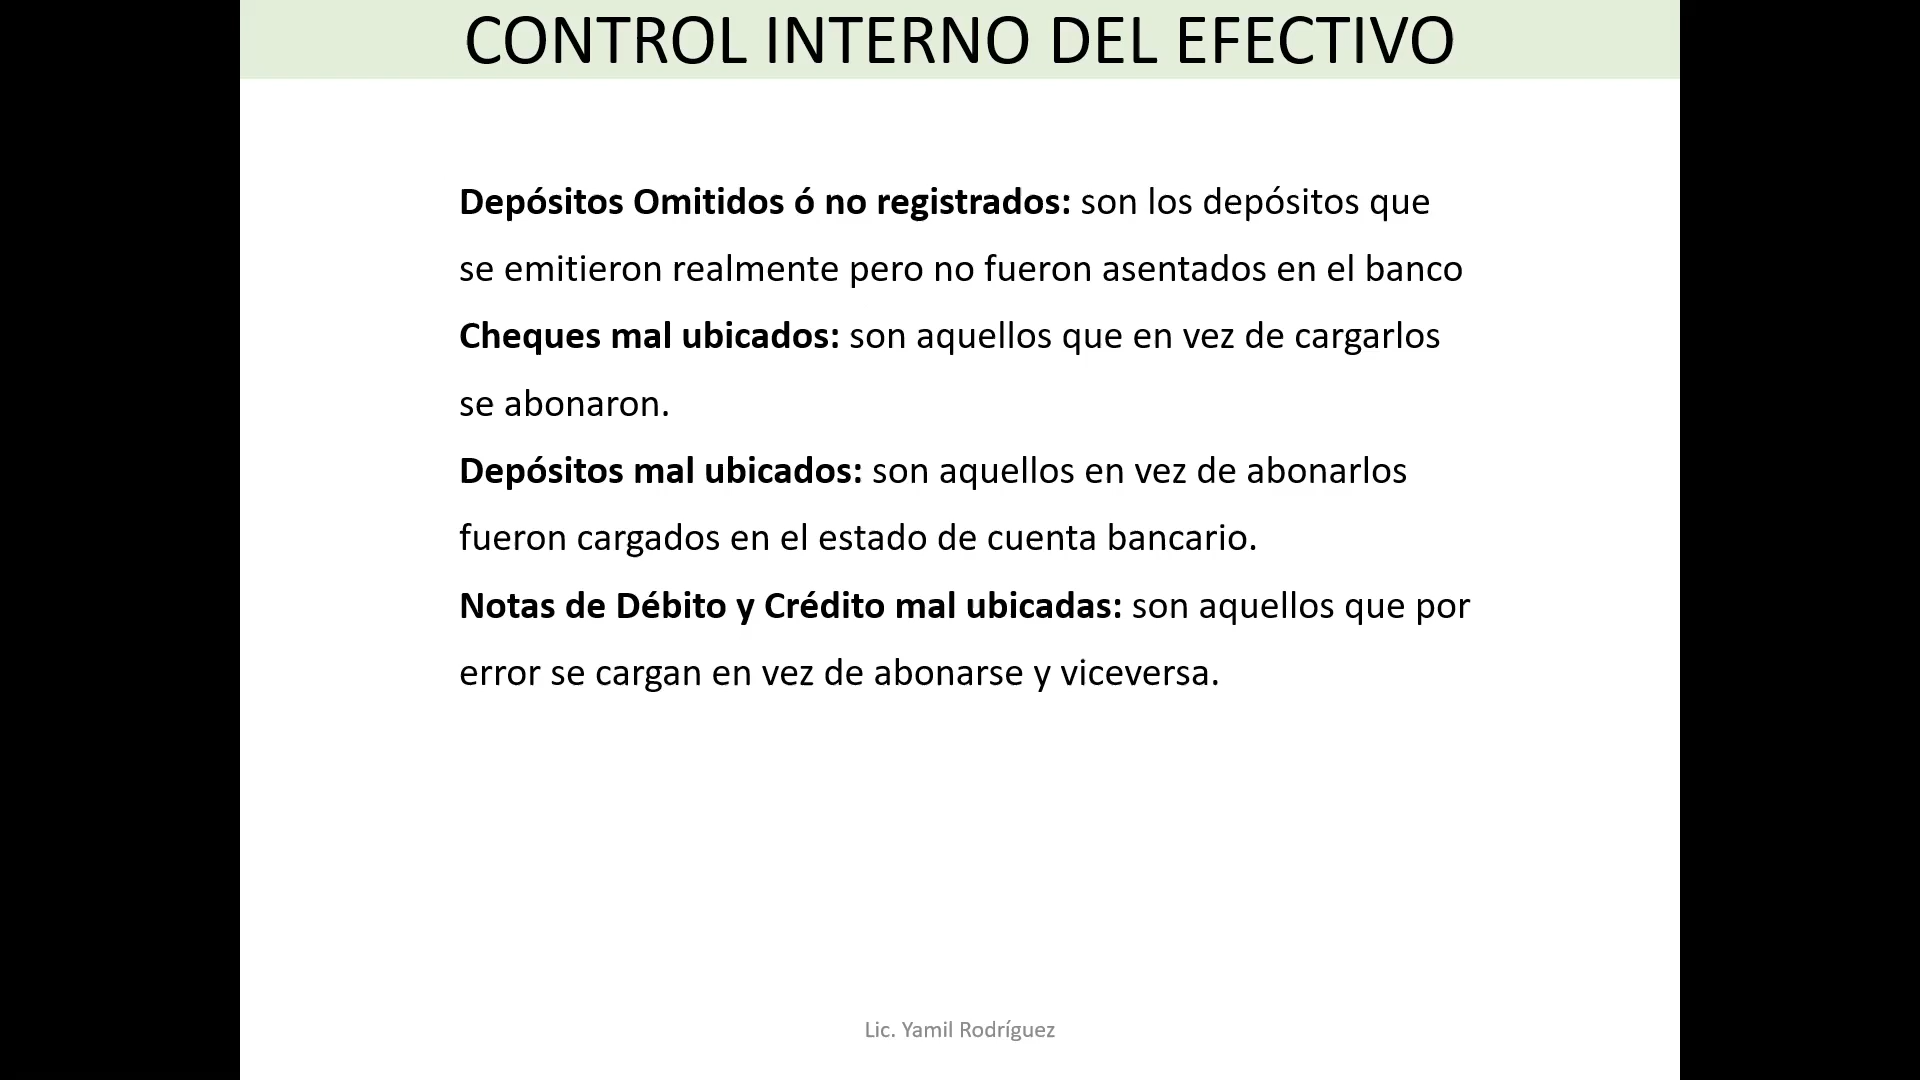 CONTROL INTERNO DEL EFECTIVO
Depósitos Omitidos ó no registrados: son los depósitos que
se emitieron realmente pero no fueron asentados en el banco
Cheques mal ubicados: son aquellos que en vez de cargarlos
se abonaron.
Depósitos mal ubicados: son aquellos en vez de abonarlos
fueron cargados en el estado de cuenta bancario.
Notas de Débito y Crédito mal ubicadas: son aquellos que por
error se cargan en vez de abonarse y viceversa.
Lic. Yamil Rodríguez